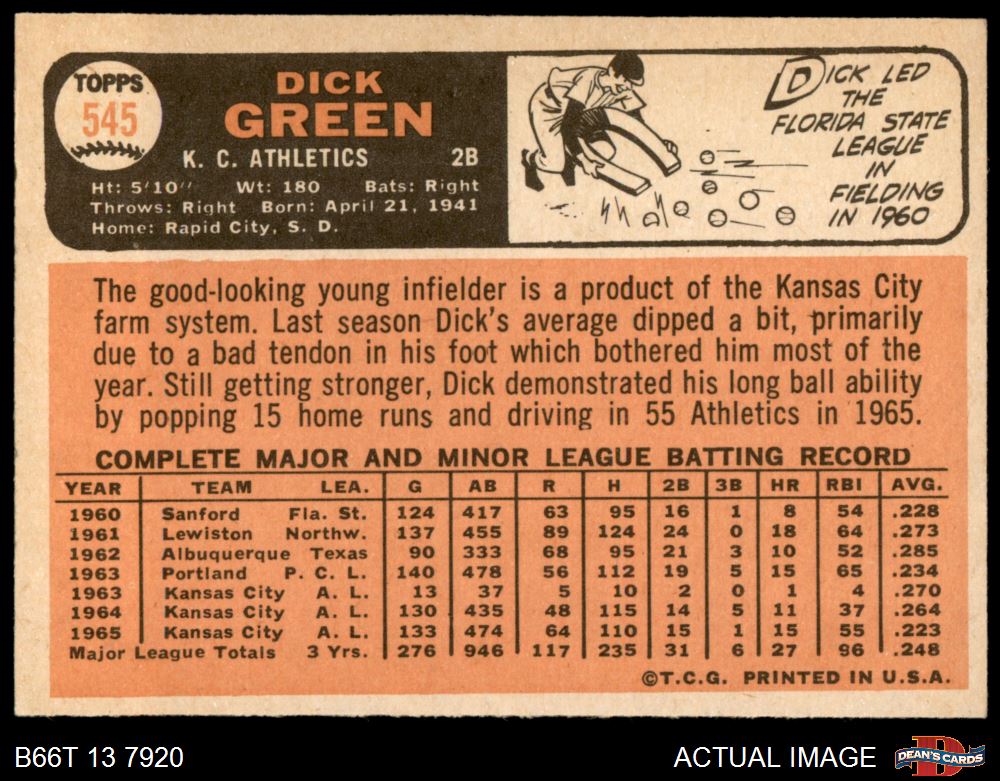 TOPPS
545
DICK
GREEN
K. C. ATHLETICS 2B
Ht: 5'10" Wt: 180 Bats: Right
Throws: Right Born: April 21, 1941
Home: Rapid City, S. D.
DICK LED
THE
FLORIDA STATE
LEAGUE
IN
FIELDING
IN 1960
The good-looking young infielder is a product of the Kansas City
farm system. Last season Dick's average dipped a bit, primarily
due to a bad tendon in his foot which bothered him most of the
year. Still getting stronger, Dick demonstrated his long ball ability
by popping 15 home runs and driving in 55 Athletics in 1965.
COMPLETE MAJOR AND MINOR LEAGUE BATTING RECORD
YEAR TEAM LEA. G AB R H 2B 3B HR RBI AVG.
1960 Sanford Fla. St. 124 417 63 95 16 1 8 54 .228
1961 Lewiston Northw. 137 455 89 124 24 0 18 64 .273
1962 Albuquerque Texas 90 333 68 95 21 3 10 52 .285
1963 Portland P. C. L. 140 478 56 112 19 5 15 65 .234
1963 Kansas City A. L. 13 37 5 10 2 0 1 4 .270
1964 Kansas City A. L. 130 435 48 115 14 5 11 37 .264
1965 Kansas City A. L. 133 474 64 110 15 1 15 55 .223
Major League Totals 3 Yrs. 276 946 117 235 31 6 27 96 .248
©T.C.G. PRINTED IN U.S.A.
B66T 13 7920 ACTUAL IMAGE
DEAN'S CARDS